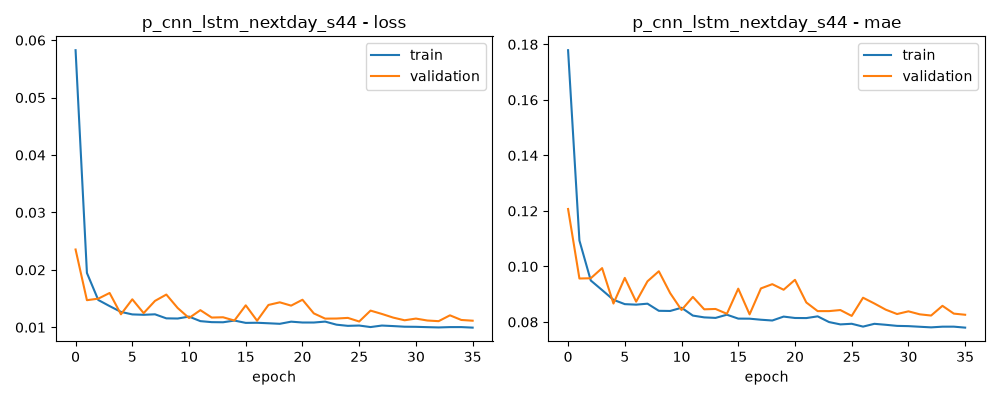 p_cnn_lstm_nextday_s44 - loss
train
validation
0.06
0.05
0.04
0.03
0.02
0.01
0 5 10 15 20 25 30 35
epoch
p_cnn_lstm_nextday_s44 - mae
train
validation
0.18
0.16
0.14
0.12
0.10
0.08
0 5 10 15 20 25 30 35
epoch